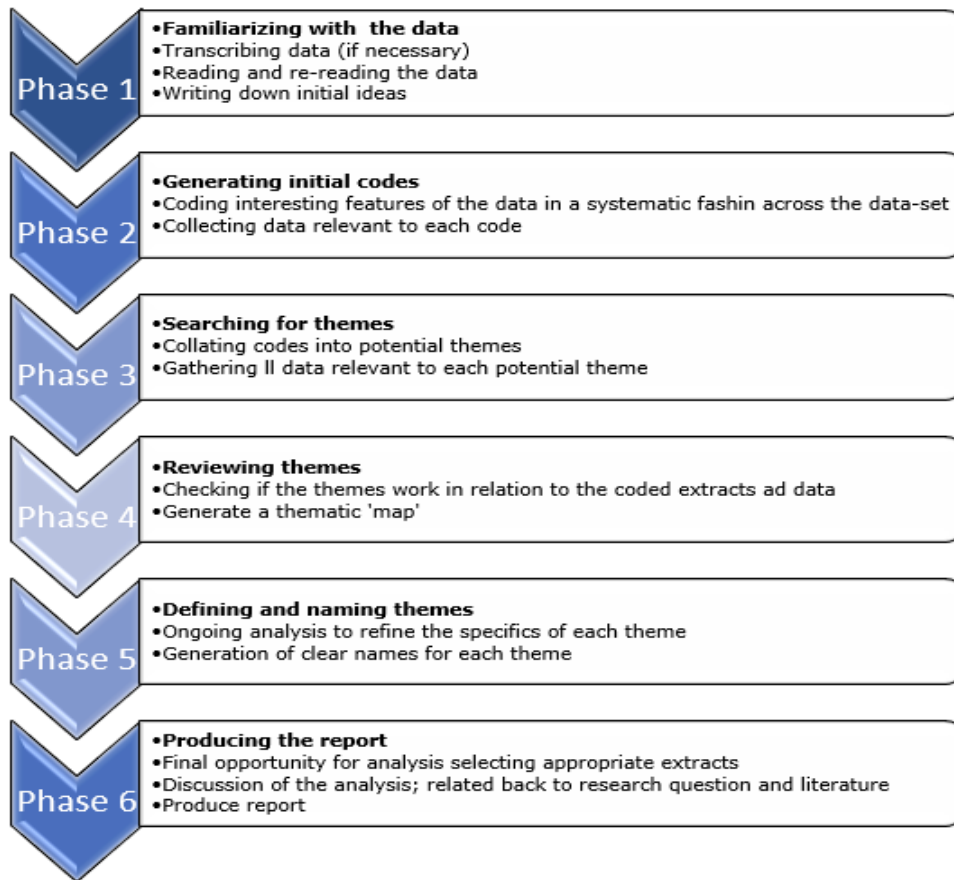 Phase 1
•Familiarizing with  the data
•Transcribing data (if necessary)
•Reading and re-reading the data
•Writing down initial ideas
Phase 2
•Generating initial codes
•Coding interesting features of the data in a systematic fashin across the data-set
•Collecting data relevant to each code
Phase 3
•Searching for themes
•Collating codes into potential themes
•Gathering ll data relevant to each potential theme
Phase 4
•Reviewing themes
•Checking if the themes work in relation to the coded extracts ad data
•Generate a thematic 'map'
Phase 5
•Defining and naming themes
•Ongoing analysis to refine the specifics of each theme
•Generation of clear names for each theme
Phase 6
•Producing the report
•Final opportunity for analysis selecting appropriate extracts
•Discussion of the analysis; related back to research question and literature
•Produce report